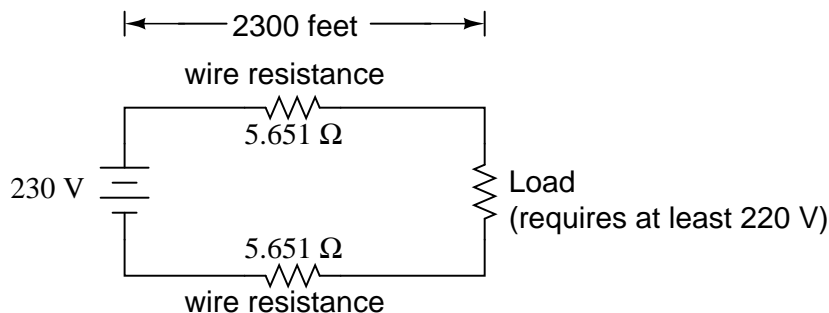 2300 feet
wire resistance
5.651 Ω
230 V
Load
(requires at least 220 V)
5.651 Ω
wire resistance